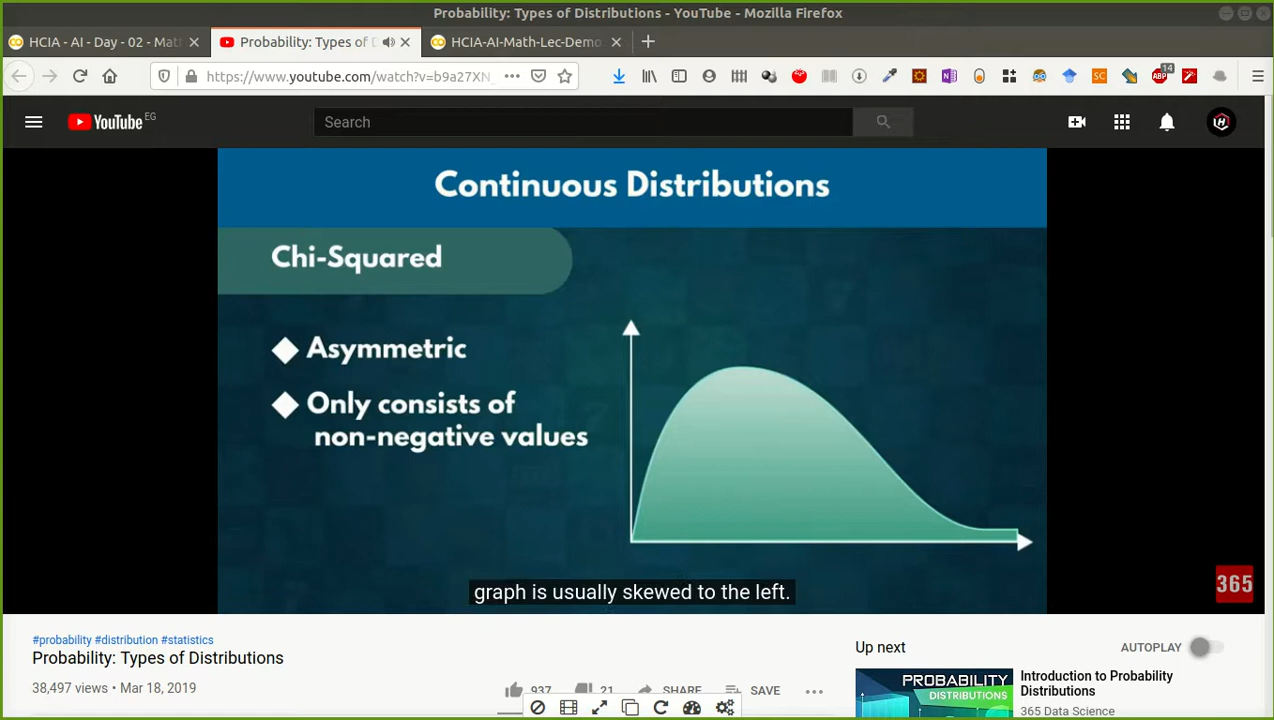 Probability: Types of Distributions - YouTube - Mozilla Firefox
HCIA - AI - Day - 02 - Mat
Probability: Types of D
HCIA-AI-Math-Lec-Demo
https://www.youtube.com/watch?v=b9a27XN
SC
ABP
14
YouTube EG
Search
Continuous Distributions
Chi-Squared
Asymmetric
Only consists of
non-negative values
graph is usually skewed to the left.
365
#probability #distribution #statistics
Probability: Types of Distributions
38,497 views • Mar 18, 2019
937
21
SHARE
SAVE
Up next
AUTOPLAY
PROBABILITY
DISTRIBUTIONS
Introduction to Probability
Distributions
365 Data Science